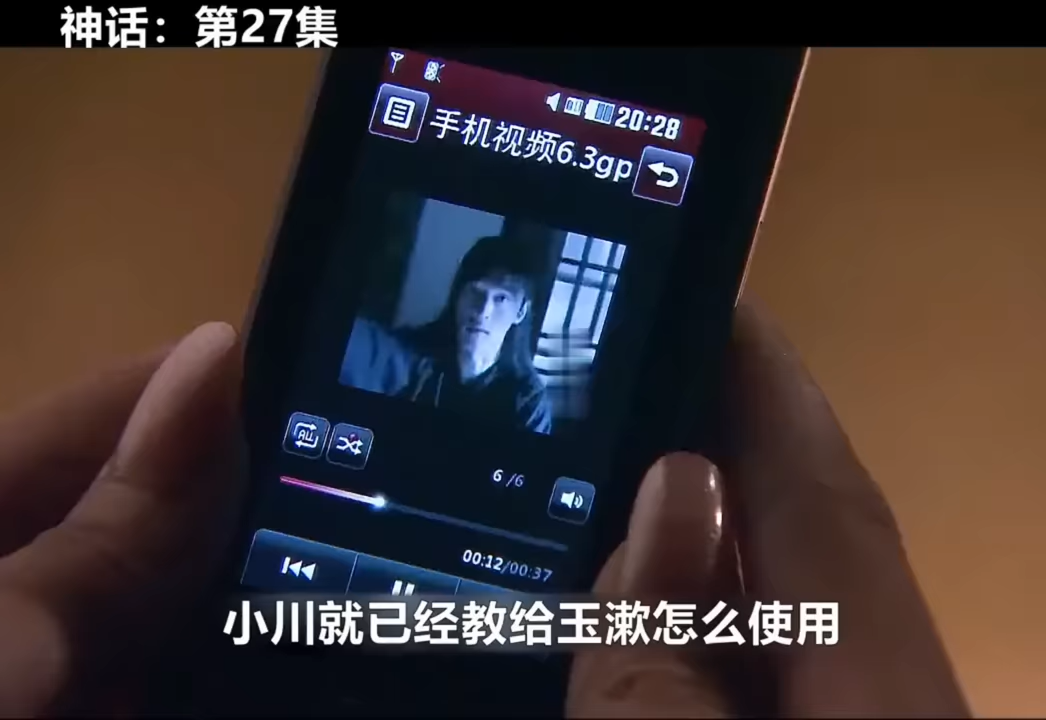 神话：第27集
20:28
手机视频6.3gp
ALL
6/6
00:12/00:37
小川就已经教给玉漱怎么使用